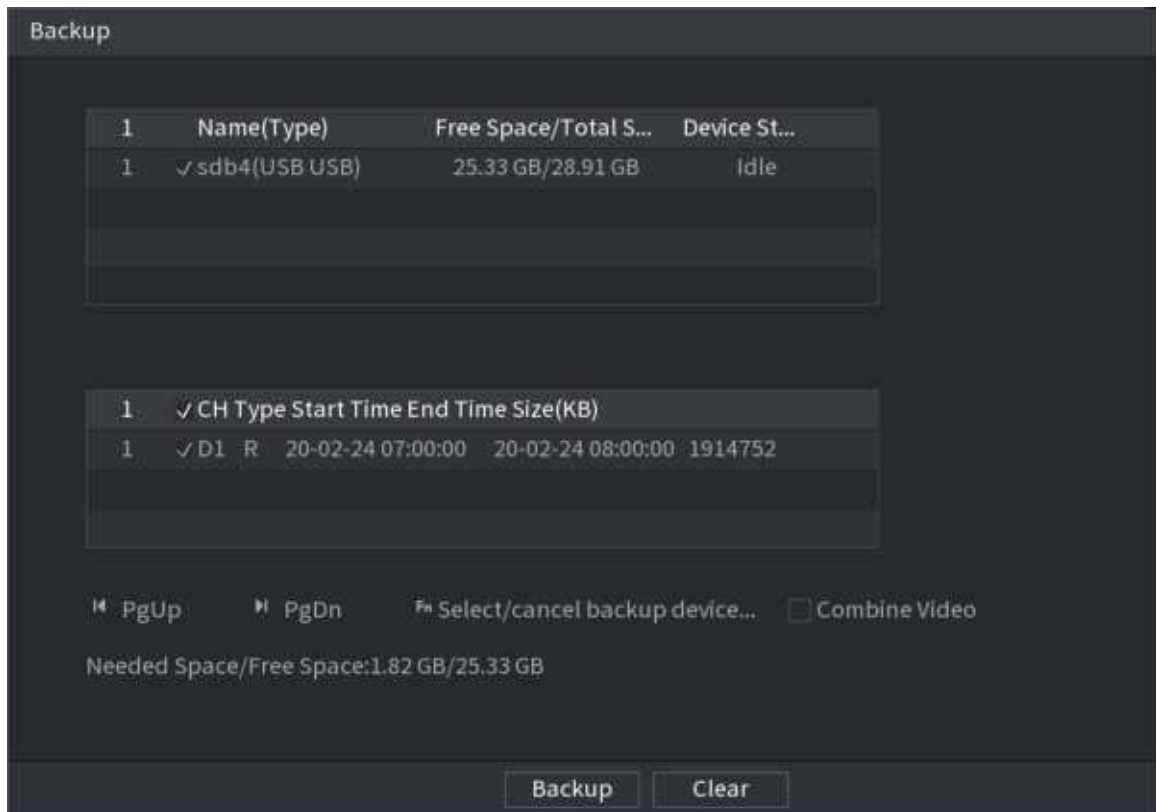 Backup
1 Name(Type) Free Space/Total S... Device St...
1 sdb4(USB USB) 25.33 GB/28.91 GB Idle
1 CH Type Start Time End Time Size(KB)
1 D1 R 20-02-24 07:00:00 20-02-24 08:00:00 1914752
PgUp PgDn Fn Select/cancel backup device... Combine Video
Needed Space/Free Space:1.82 GB/25.33 GB
Backup Clear